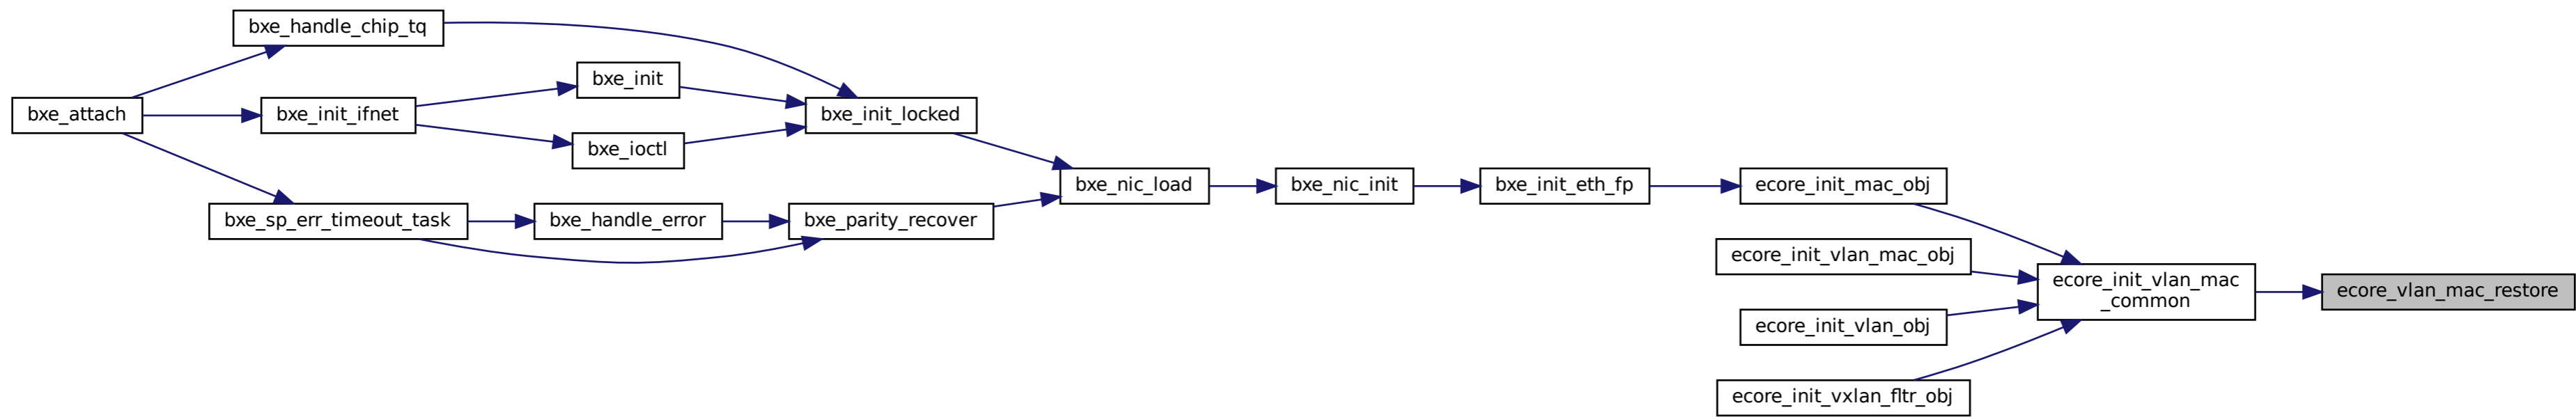 bxe_handle_chip_tq
bxe_init
bxe_attach
bxe_init_ifnet
bxe_init_locked
bxe_ioctl
bxe_nic_load
bxe_nic_init
bxe_init_eth_fp
ecore_init_mac_obj
bxe_sp_err_timeout_task
bxe_handle_error
bxe_parity_recover
ecore_init_vlan_mac_obj
ecore_init_vlan_mac
_common
ecore_vlan_mac_restore
ecore_init_vlan_obj
ecore_init_vxlan_fltr_obj